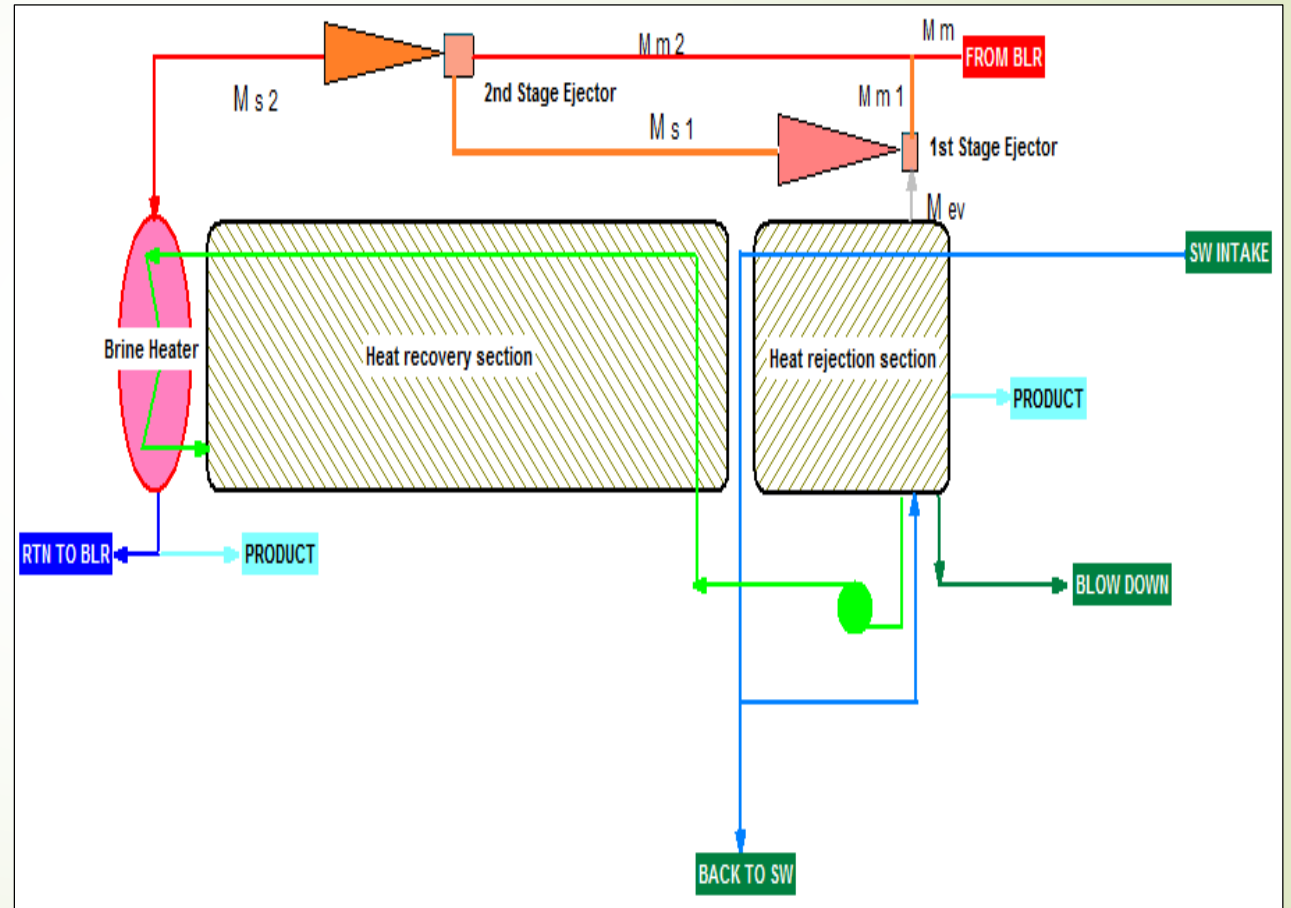 M m
M m 2
FROM BLR
M s 2
2nd Stage Ejector
M m 1
M s 1
1st Stage Ejector
M ev
SW INTAKE
Brine Heater
Heat recovery section
Heat rejection section
PRODUCT
RTN TO BLR
PRODUCT
BLOW DOWN
BACK TO SW